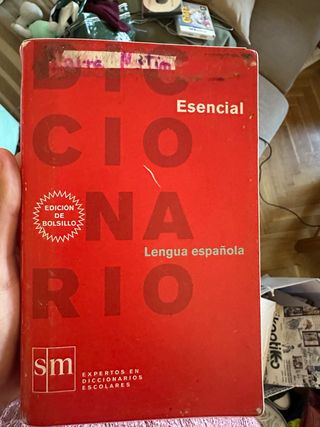 DIC
Esencial
CIO
EDICIÓN
DE
BOLSILLO
NA
Lengua española
RIO
sm
EXPERTOS EN
DICCIONARIOS
ESCOLARES